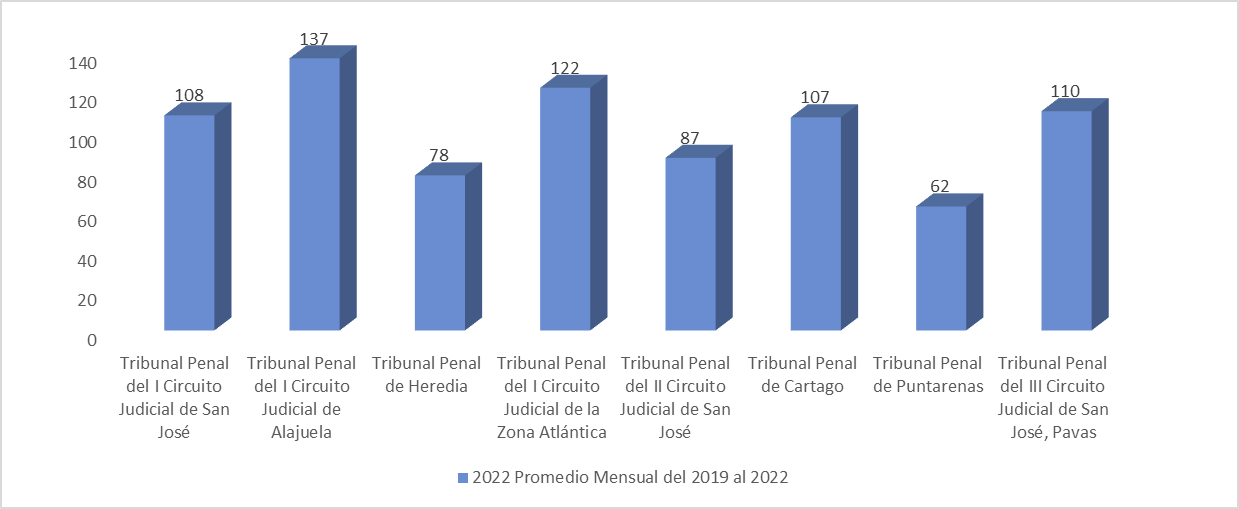 137
140
122
120
108
107
110
100
87
78
80
62
60
40
20
0
Tribunal Penal
del I Circuito
Judicial de San
José
Tribunal Penal
del I Circuito
Judicial de
Alajuela
Tribunal Penal
de Heredia
Tribunal Penal
del I Circuito
Judicial de la
Zona Atlántica
Tribunal Penal
del II Circuito
Judicial de San
José
Tribunal Penal
de Cartago
Tribunal Penal
de Puntarenas
Tribunal Penal
del III Circuito
Judicial de San
José, Pavas
2022 Promedio Mensual del 2019 al 2022